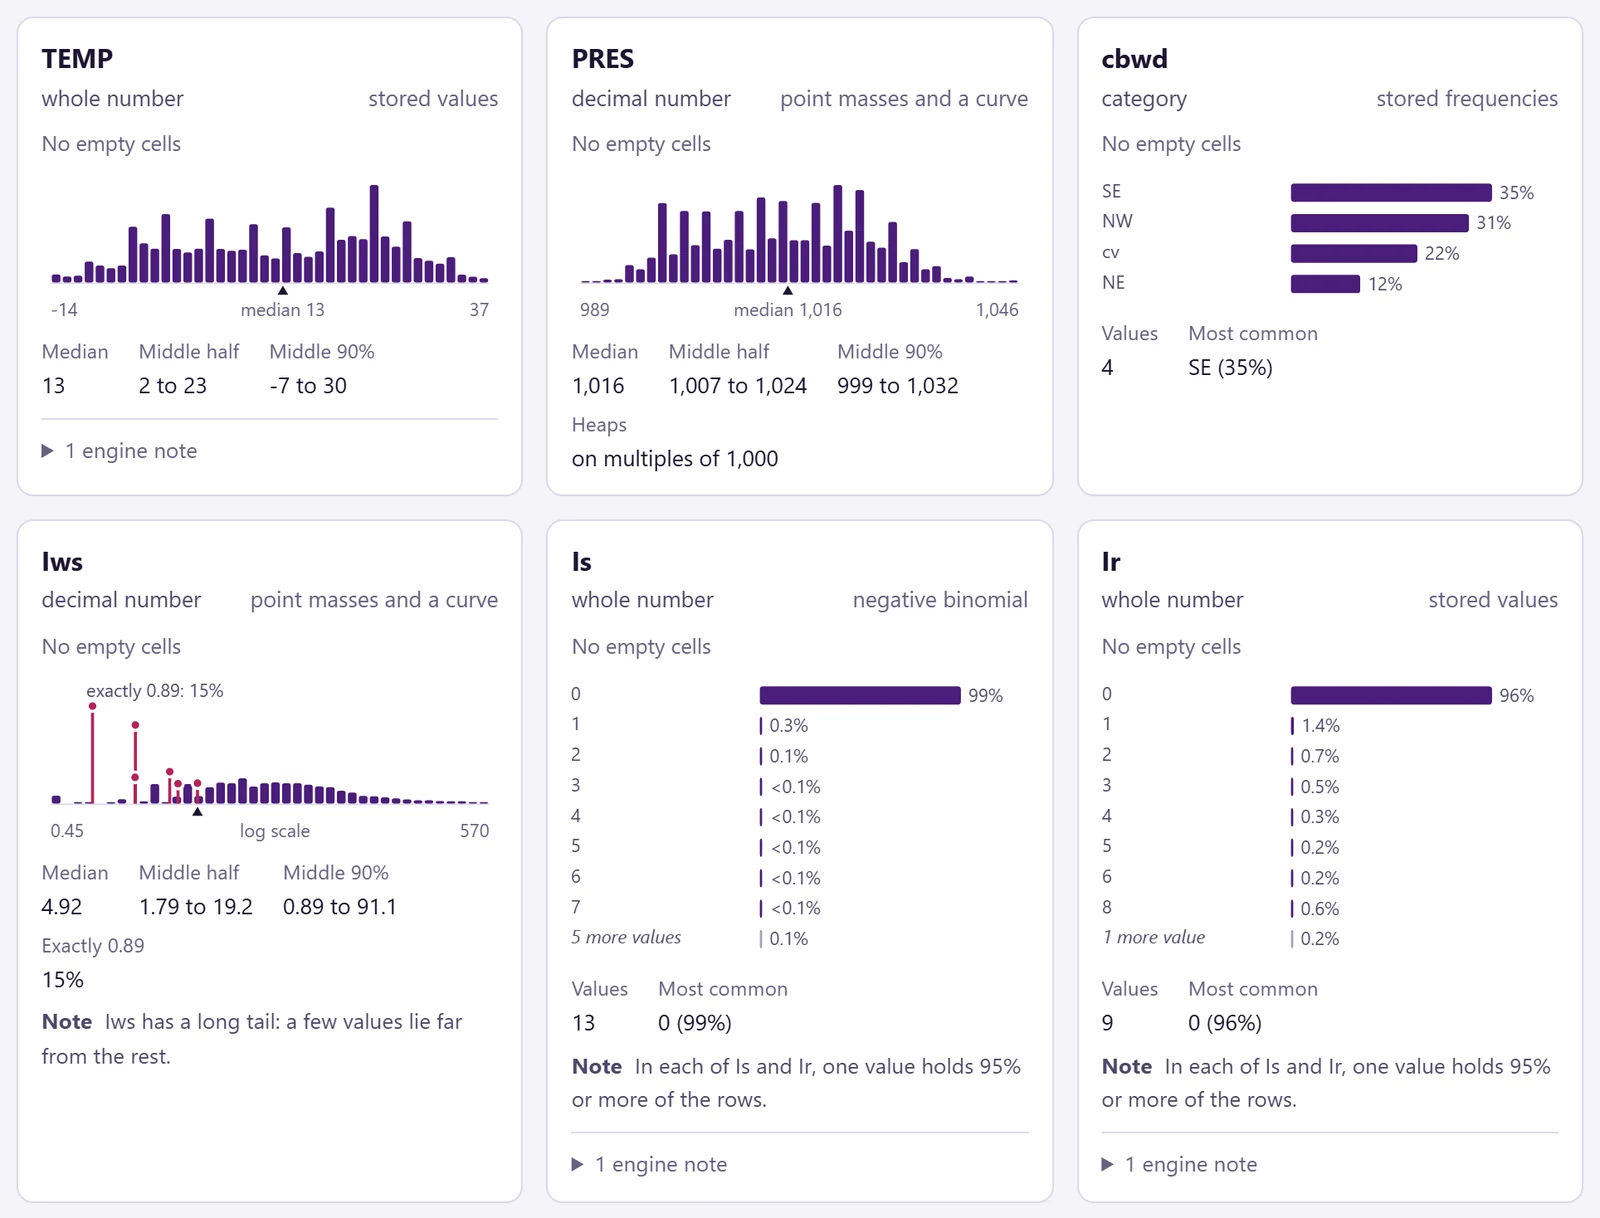 TEMP
whole number stored values
No empty cells
-14 median 13 37
Median Middle half Middle 90%
13 2 to 23 -7 to 30
1 engine note
PRES
decimal number point masses and a curve
No empty cells
989 median 1,016 1,046
Median Middle half Middle 90%
1,016 1,007 to 1,024 999 to 1,032
Heaps
on multiples of 1,000
cbwd
category stored frequencies
No empty cells
SE 35%
NW 31%
cv 22%
NE 12%
Values Most common
4 SE (35%)
Iws
decimal number point masses and a curve
No empty cells
exactly 0.89: 15%
0.45 log scale 570
Median Middle half Middle 90%
4.92 1.79 to 19.2 0.89 to 91.1
Exactly 0.89
15%
Note Iws has a long tail: a few values lie far
from the rest.
Is
whole number negative binomial
No empty cells
0 99%
1 0.3%
2 0.1%
3 <0.1%
4 <0.1%
5 <0.1%
6 <0.1%
7 <0.1%
5 more values 0.1%
Values Most common
13 0 (99%)
Note In each of Is and Ir, one value holds 95%
or more of the rows.
1 engine note
Ir
whole number stored values
No empty cells
0 96%
1 1.4%
2 0.7%
3 0.5%
4 0.3%
5 0.2%
6 0.2%
8 0.6%
1 more value 0.2%
Values Most common
9 0 (96%)
Note In each of Is and Ir, one value holds 95%
or more of the rows.
1 engine note